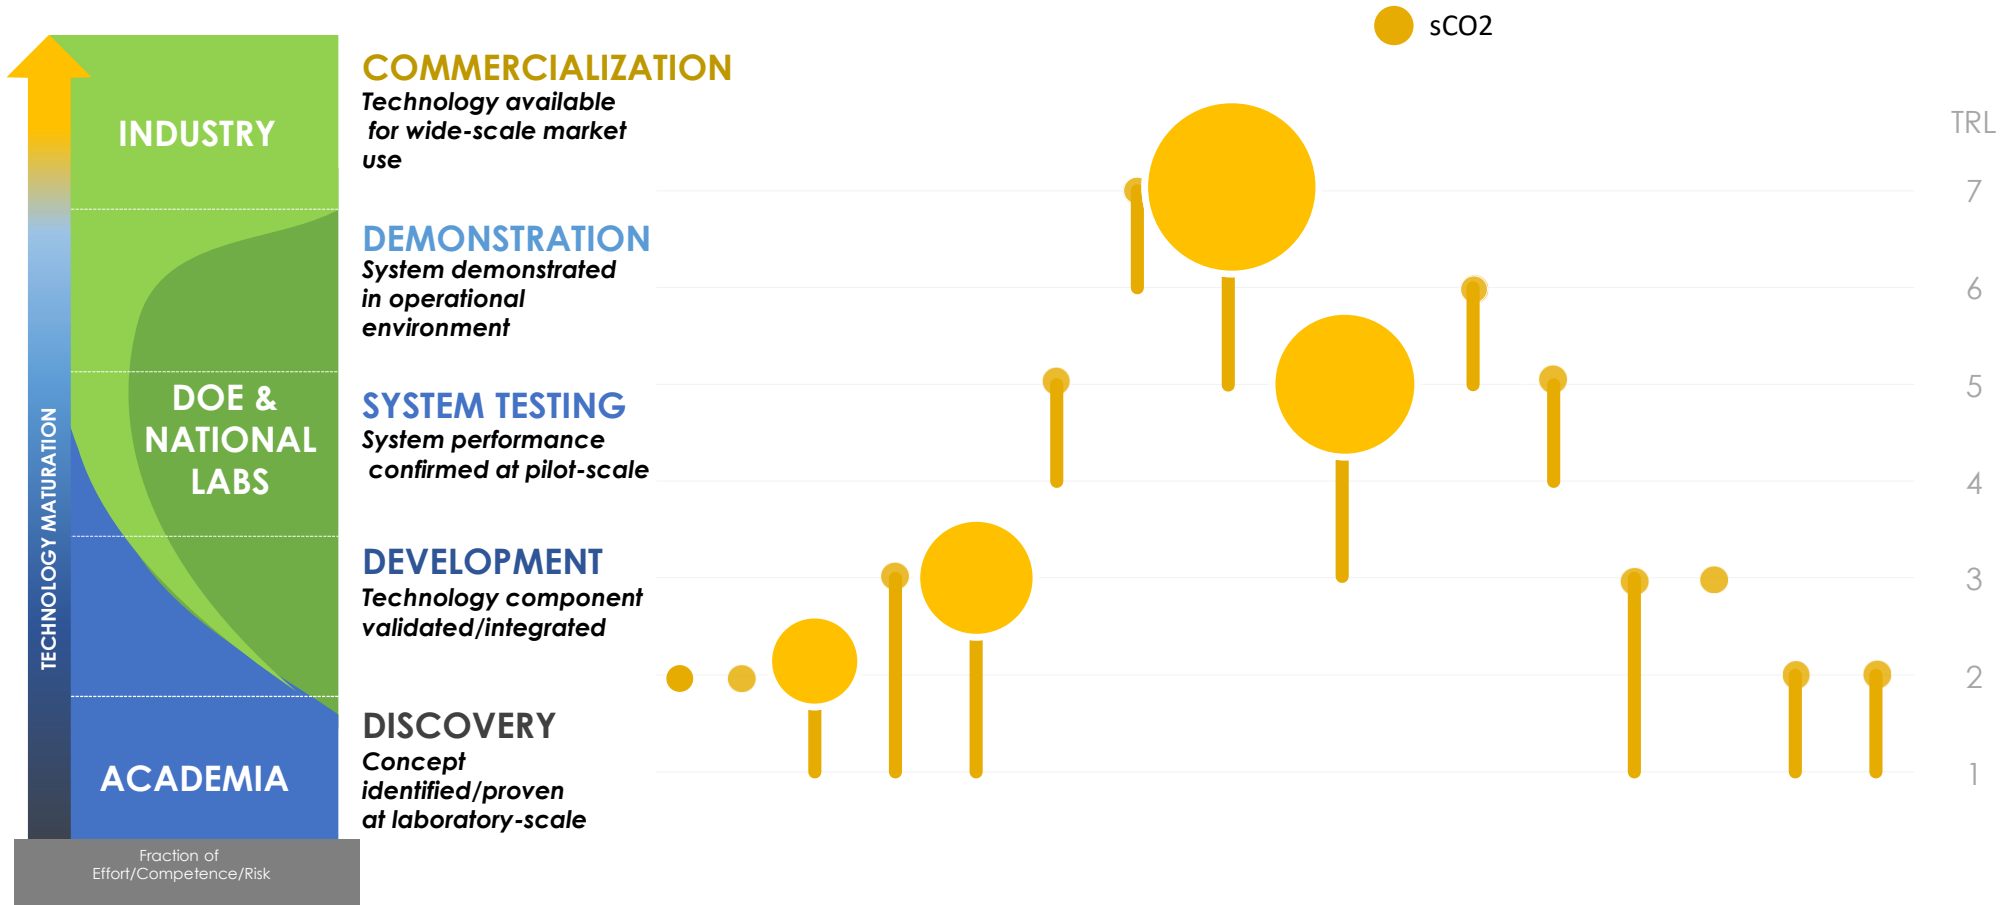 sCO2
COMMERCIALIZATION
Technology available
for wide-scale market
use
INDUSTRY
TRL
7
DEMONSTRATION
System demonstrated
in operational
environment
6
DOE &
NATIONAL
LABS
5
SYSTEM TESTING
System performance
confirmed at pilot-scale
4
TECHNOLOGY MATURATION
DEVELOPMENT
Technology component
validated/integrated
3
2
DISCOVERY
Concept
identified/proven
at laboratory-scale
ACADEMIA
1
Fraction of
Effort/Competence/Risk